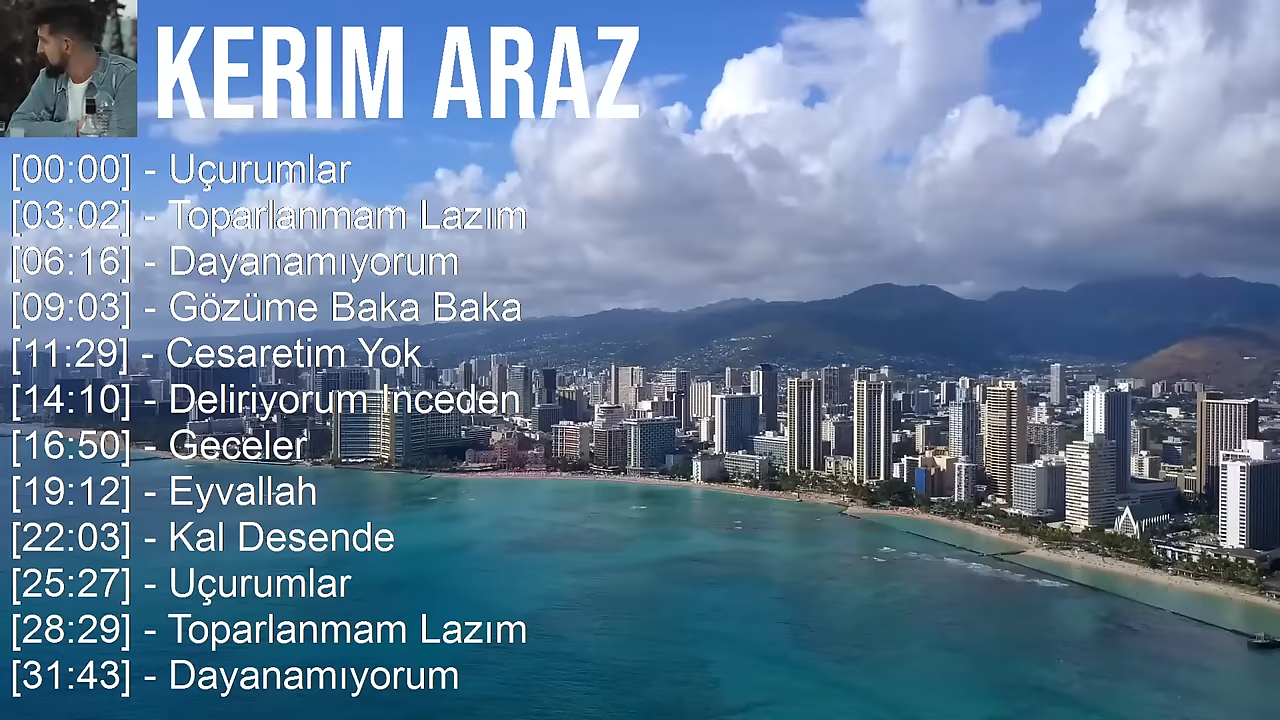 KERIM ARAZ
[00:00] - Uçurumlar
[03:02] - Toparlanmam Lazım
[06:16] - Dayanamıyorum
[09:03] - Gözüme Baka Baka
[11:29] - Cesaretim Yok
[14:10] - Deliriyorum Inceden
[16:50] - Geceler
[19:12] - Eyvallah
[22:03] - Kal Desende
[25:27] - Uçurumlar
[28:29] - Toparlanmam Lazım
[31:43] - Dayanamıyorum